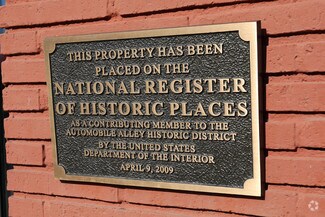 THIS PROPERTY HAS BEEN
PLACED ON THE
NATIONAL REGISTER
OF HISTORIC PLACES
AS A CONTRIBUTING MEMBER TO THE
AUTOMOBILE ALLEY HISTORIC DISTRICT
BY THE UNITED STATES
DEPARTMENT OF THE INTERIOR
APRIL 9, 2009